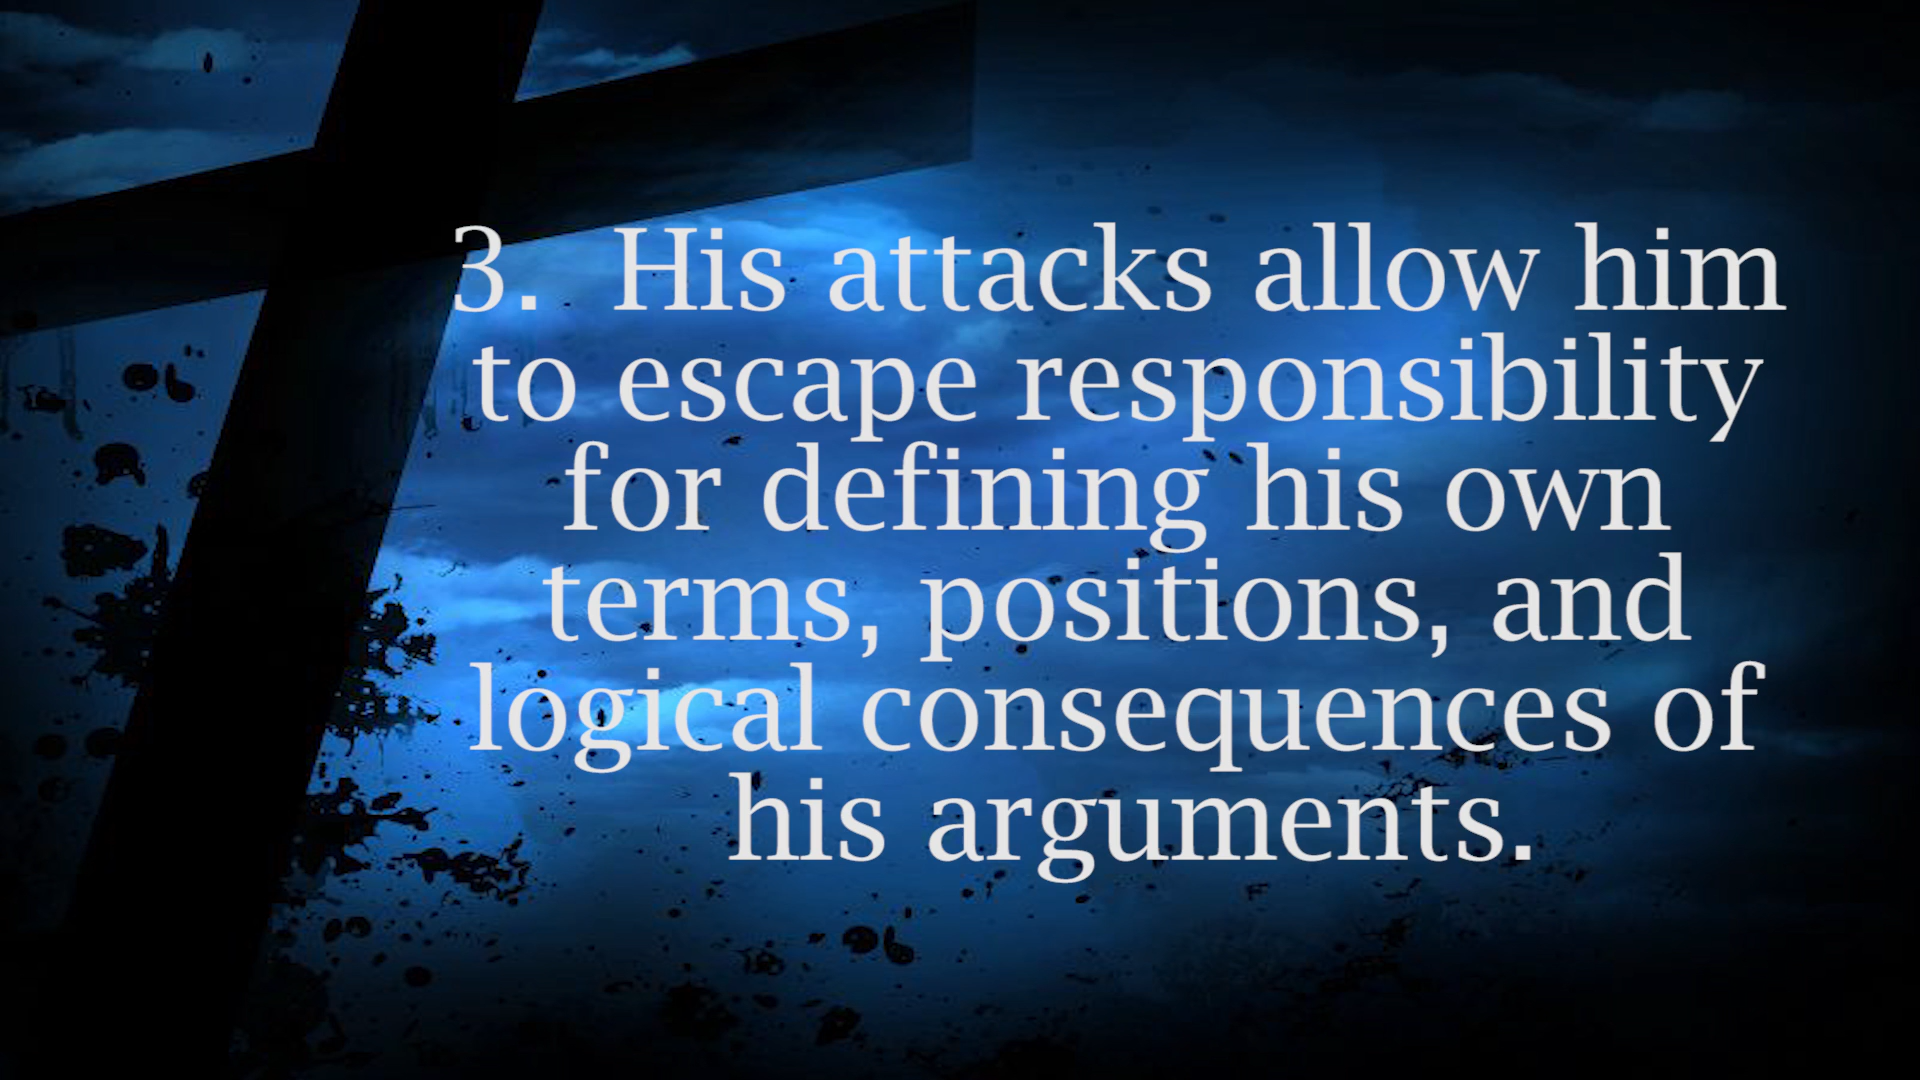 3.  His attacks allow him
to escape responsibility
for defining his own
terms, positions, and
logical consequences of
his arguments.